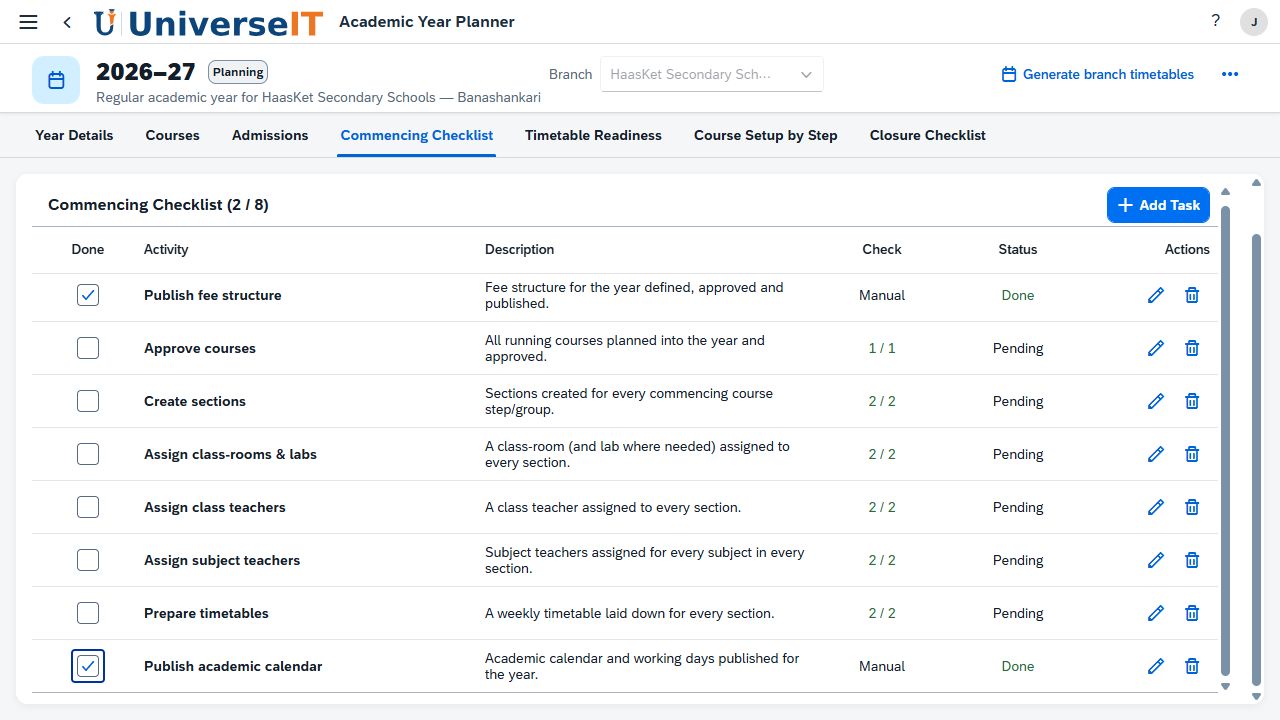 UniverseIT
Academic Year Planner
?
J
2026–27
Planning
Regular academic year for HaasKet Secondary Schools — Banashankari
Branch
HaasKet Secondary Sch...
Generate branch timetables
Year Details
Courses
Admissions
Commencing Checklist
Timetable Readiness
Course Setup by Step
Closure Checklist
Commencing Checklist (2 / 8)
Add Task
Done Activity Description Check Status Actions
Publish fee structure
Fee structure for the year defined, approved and
published.
Manual
Done
Approve courses
All running courses planned into the year and
approved.
1 / 1
Pending
Create sections
Sections created for every commencing course
step/group.
2 / 2
Pending
Assign class-rooms & labs
A class-room (and lab where needed) assigned to
every section.
2 / 2
Pending
Assign class teachers
A class teacher assigned to every section.
2 / 2
Pending
Assign subject teachers
Subject teachers assigned for every subject in every
section.
2 / 2
Pending
Prepare timetables
A weekly timetable laid down for every section.
2 / 2
Pending
Publish academic calendar
Academic calendar and working days published for
the year.
Manual
Done